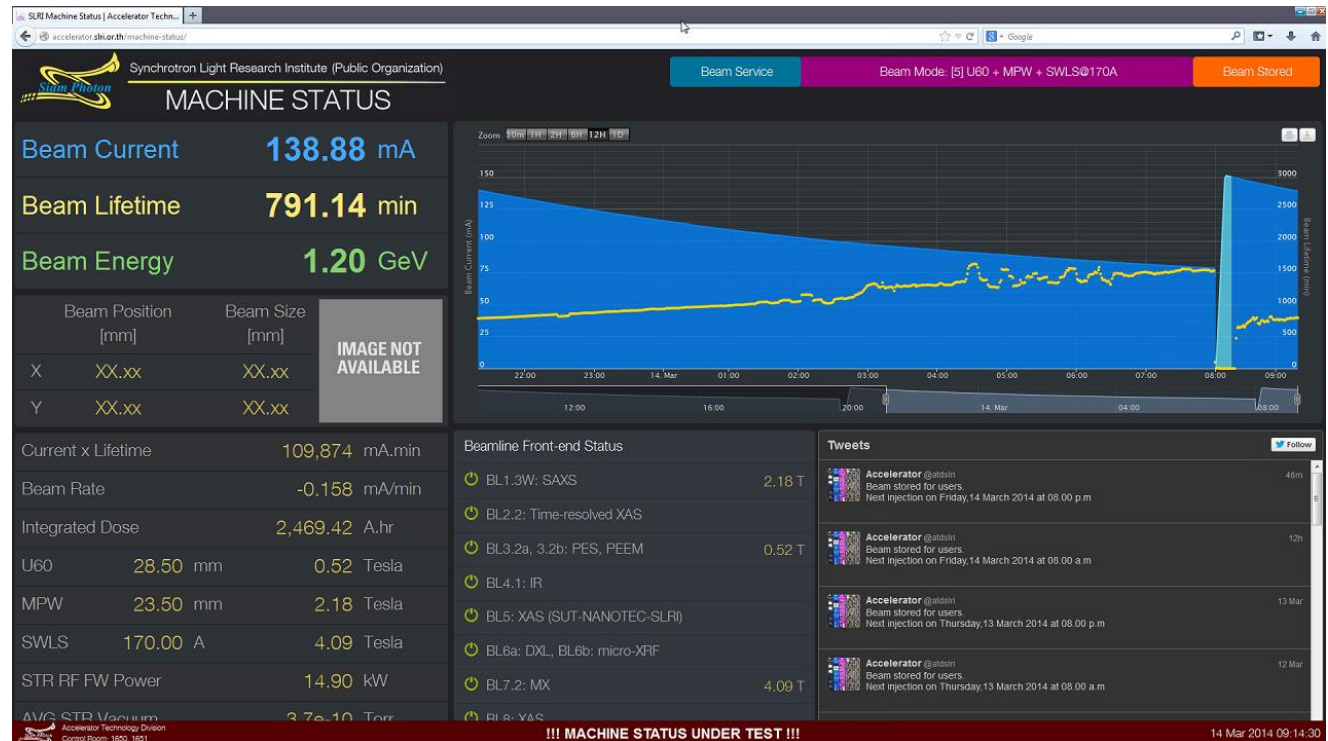 SLRI Machine Status | Accelerator Techn...
accelerator.slri.or.th/machine-status/
Google
Siam Photon
Synchrotron Light Research Institute (Public Organization)
MACHINE STATUS
Beam Service
Beam Mode: [5] U60 + MPW + SWLS@170A
Beam Stored
Beam Current 138.88 mA
Beam Lifetime 791.14 min
Beam Energy 1.20 GeV
Beam Position [mm]
Beam Size [mm]
X XX.xx XX.xx
Y XX.xx XX.xx
IMAGE NOT
AVAILABLE
Zoom 30m 1H 2H 6H 12H 1D
Beam Current (mA)
150
125
100
75
50
25
0
Beam Lifetime (min)
3000
2500
2000
1500
1000
500
0
22:00 23:00 14. Mar 01:00 02:00 03:00 04:00 05:00 06:00 07:00 08:00 09:00
12:00 16:00 20:00 14. Mar 04:00 08:00
Current x Lifetime 109,874 mA.min
Beam Rate -0.158 mA/min
Integrated Dose 2,469.42 A.hr
U60 28.50 mm 0.52 Tesla
MPW 23.50 mm 2.18 Tesla
SWLS 170.00 A 4.09 Tesla
STR RF FW Power 14.90 kW
AVG STR Vacuum 3.7e-10 Torr
Beamline Front-end Status
BL1.3W: SAXS 2.18 T
BL2.2: Time-resolved XAS
BL3.2a, 3.2b: PES, PEEM 0.52 T
BL4.1: IR
BL5: XAS (SUT-NANOTEC-SLRI)
BL6a: DXL, BL6b: micro-XRF
BL7.2: MX 4.09 T
BL8: XAS
Tweets
Follow
Accelerator @atdslri 46m
Beam stored for users.
Next injection on Friday,14 March 2014 at 08.00 p.m
Accelerator @atdslri 12h
Beam stored for users.
Next injection on Friday,14 March 2014 at 08.00 a.m
Accelerator @atdslri 13 Mar
Beam stored for users.
Next injection on Thursday,13 March 2014 at 08.00 p.m
Accelerator @atdslri 12 Mar
Beam stored for users.
Next injection on Thursday,13 March 2014 at 08.00 a.m
Accelerator Technology Division
Control Room: 1650, 1651
!!! MACHINE STATUS UNDER TEST !!!
14 Mar 2014 09:14:30